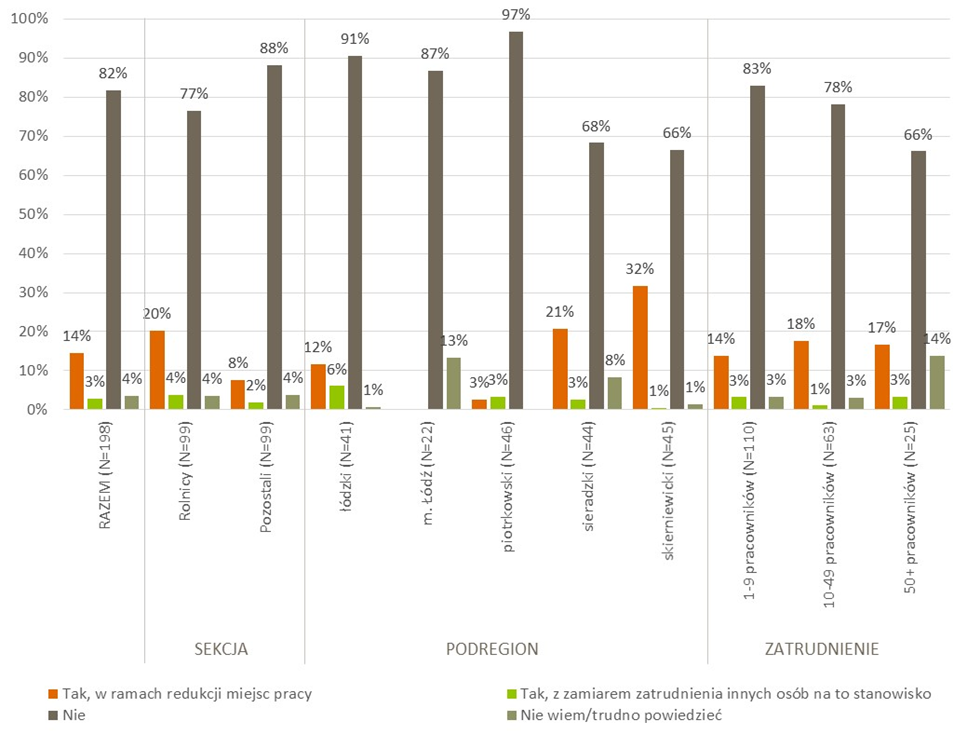 100%
90%
80%
70%
60%
50%
40%
30%
20%
10%
0%
14%
3%
82%
4%
20%
4%
77%
4%
8%
2%
88%
4%
12%
6%
91%
1%
87%
13%
3%
3%
97%
21%
3%
68%
8%
32%
1%
66%
1%
14%
3%
83%
3%
18%
1%
78%
3%
17%
3%
66%
14%
RAZEM (N=198)
Rolnicy (N=99)
Pozostali (N=99)
łódzki (N=41)
m. Łódź (N=22)
piotrkowski (N=46)
sieradzki (N=44)
skierniewicki (N=45)
1-9 pracowników (N=110)
10-49 pracowników (N=63)
50+ pracowników (N=25)
SEKCJA
PODREGION
ZATRUDNIENIE
Tak, w ramach redukcji miejsc pracy
Tak, z zamiarem zatrudnienia innych osób na to stanowisko
Nie
Nie wiem/trudno powiedzieć